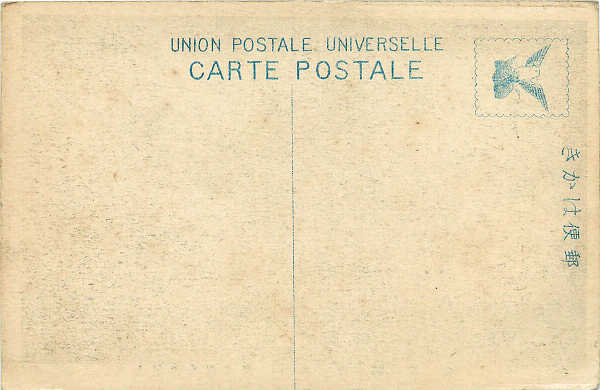 UNION POSTALE UNIVERSELLE
CARTE POSTALE
きかは便郵